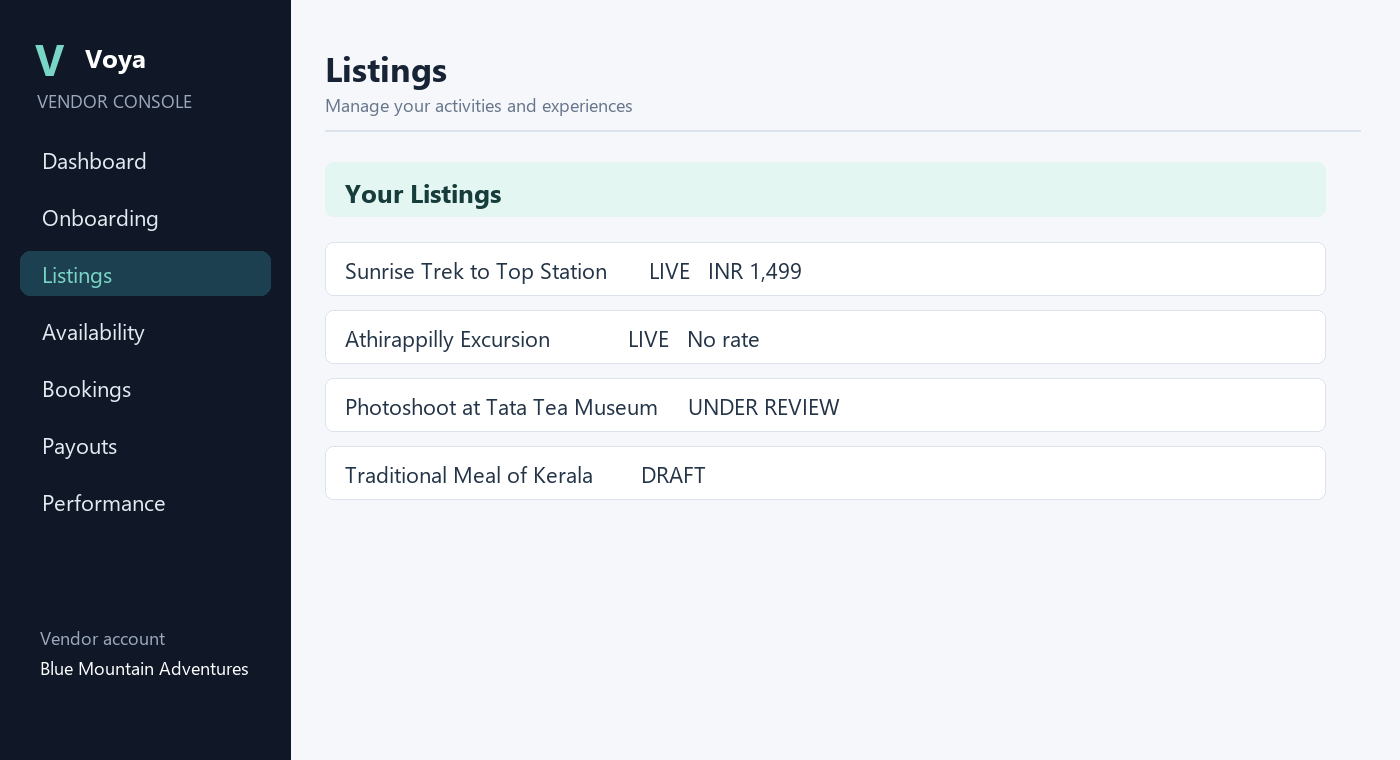 V Voya
VENDOR CONSOLE
Dashboard
Onboarding
Listings
Availability
Bookings
Payouts
Performance
Vendor account
Blue Mountain Adventures
Listings
Manage your activities and experiences
Your Listings
Sunrise Trek to Top Station LIVE INR 1,499
Athirappilly Excursion LIVE No rate
Photoshoot at Tata Tea Museum UNDER REVIEW
Traditional Meal of Kerala DRAFT